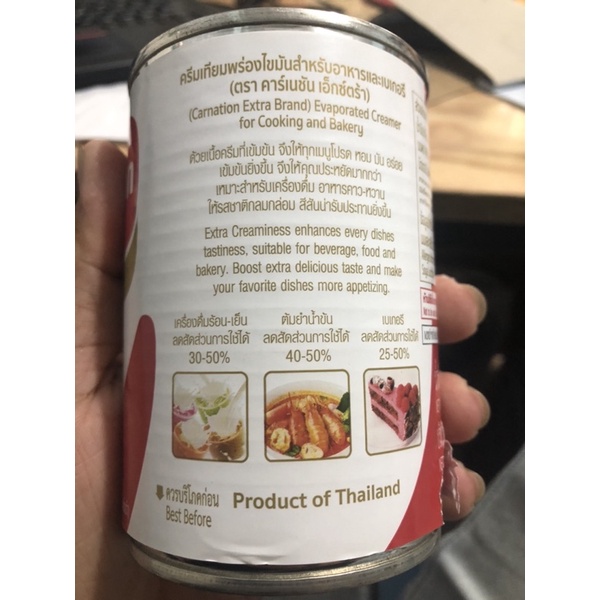 ครีมเทียมพร่องไขมันสำหรับอาหารและเบเกอรี
(ตรา คาร์เนชัน เอ็กซ์ตร้า)
(Carnation Extra Brand) Evaporated Creamer
for Cooking and Bakery
ด้วยเนื้อครีมที่เข้มข้น จึงให้ทุกเมนูโปรด หอม มัน อร่อย
เข้มข้นยิ่งขึ้น จึงให้คุณประหยัดมากกว่า
เหมาะสำหรับเครื่องดื่ม อาหารคาว-หวาน
ให้รสชาติกลมกล่อม สีสันน่ารับประทานยิ่งขึ้น
Extra Creaminess enhances every dishes
tastiness, suitable for beverage, food and
bakery. Boost extra delicious taste and make
your favorite dishes more appetizing.
เครื่องดื่มร้อน-เย็น
ลดสัดส่วนการใช้ได้
30-50%
ต้มยำน้ำข้น
ลดสัดส่วนการใช้ได้
40-50%
เบเกอรี
ลดสัดส่วนการใช้ได้
25-50%
ควรบริโภคก่อน
Best Before
Product of Thailand